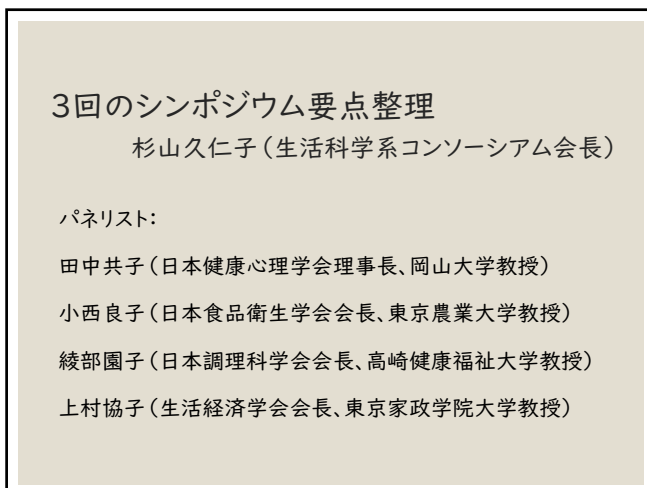 3回のシンポジウム要点整理
杉山久仁子（生活科学系コンソーシアム会長）
パネリスト：
田中共子（日本健康心理学会理事長、岡山大学教授）
小西良子（日本食品衛生学会会長、東京農業大学教授）
綾部園子（日本調理科学会会長、高崎健康福祉大学教授）
上村協子（生活経済学会会長、東京家政学院大学教授）